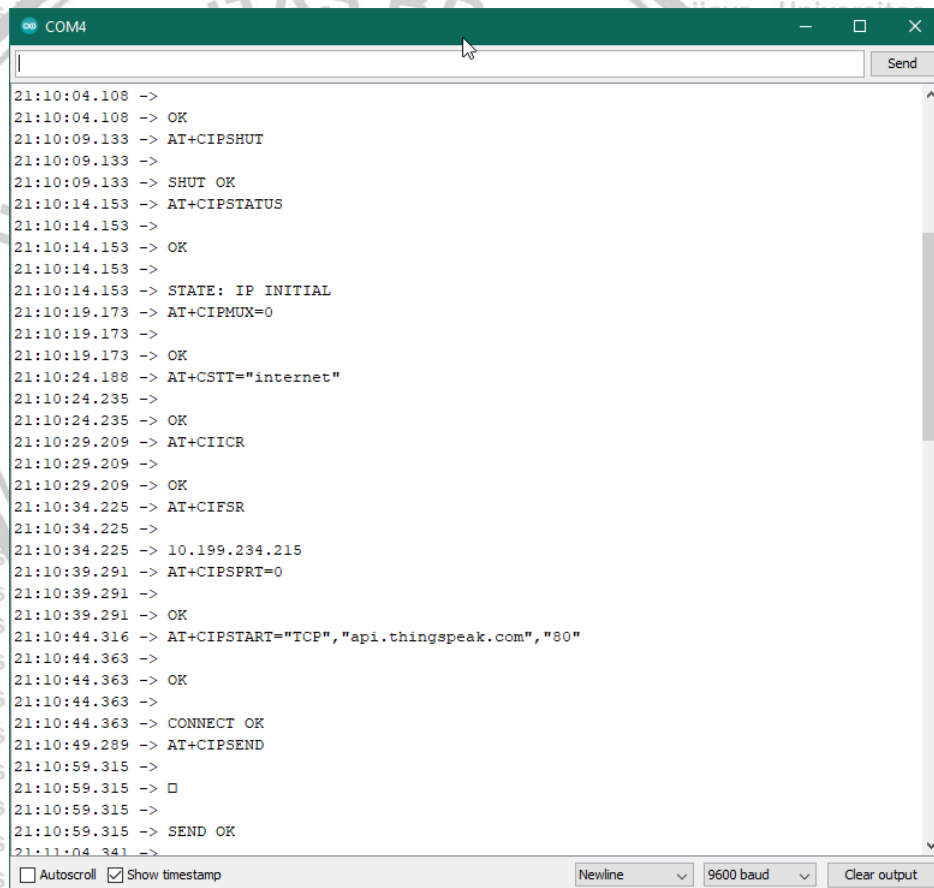 COM4
Send
21:10:04.108 ->
21:10:04.108 -> OK
21:10:09.133 -> AT+CIPSHUT
21:10:09.133 ->
21:10:09.133 -> SHUT OK
21:10:14.153 -> AT+CIPSTATUS
21:10:14.153 ->
21:10:14.153 -> OK
21:10:14.153 ->
21:10:14.153 -> STATE: IP INITIAL
21:10:19.173 -> AT+CIPMUX=0
21:10:19.173 ->
21:10:19.173 -> OK
21:10:24.188 -> AT+CSTT="internet"
21:10:24.235 ->
21:10:24.235 -> OK
21:10:29.209 -> AT+CIICR
21:10:29.209 ->
21:10:29.209 -> OK
21:10:34.225 -> AT+CIFSR
21:10:34.225 ->
21:10:34.225 -> 10.199.234.215
21:10:39.291 -> AT+CIPSPRT=0
21:10:39.291 ->
21:10:39.291 -> OK
21:10:44.316 -> AT+CIPSTART="TCP","api.thingspeak.com","80"
21:10:44.363 ->
21:10:44.363 -> OK
21:10:44.363 ->
21:10:44.363 -> CONNECT OK
21:10:49.289 -> AT+CIPSEND
21:10:59.315 ->
21:10:59.315 -> □
21:10:59.315 ->
21:10:59.315 -> SEND OK
21:11:04.341 ->
Autoscroll Show timestamp Newline 9600 baud Clear output